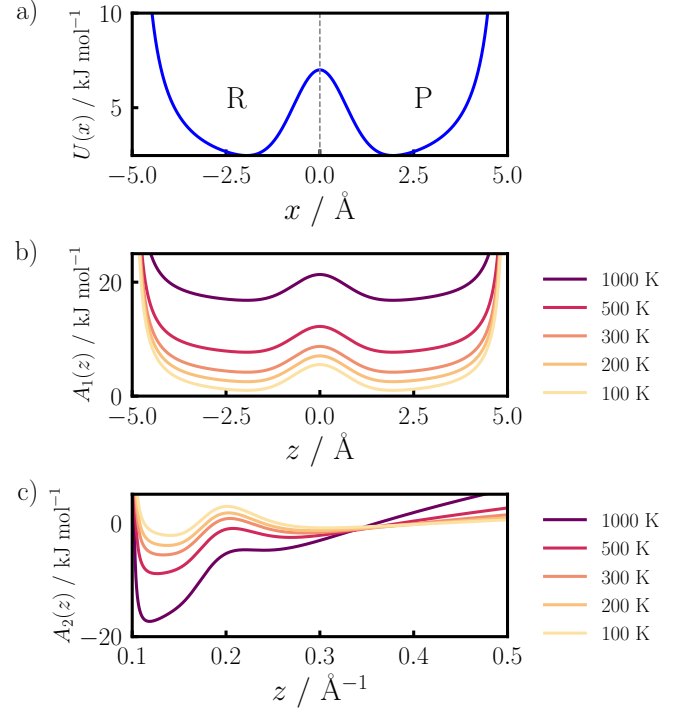 a)
10
5
U(x) / kJ mol⁻¹
R
P
−5.0 −2.5 0.0 2.5 5.0
x / Å
b)
20
0
A₁(z) / kJ mol⁻¹
−5.0 −2.5 0.0 2.5 5.0
z / Å
1000 K
500 K
300 K
200 K
100 K
c)
0
−20
A₂(z) / kJ mol⁻¹
0.1 0.2 0.3 0.4 0.5
z / Å⁻¹
1000 K
500 K
300 K
200 K
100 K